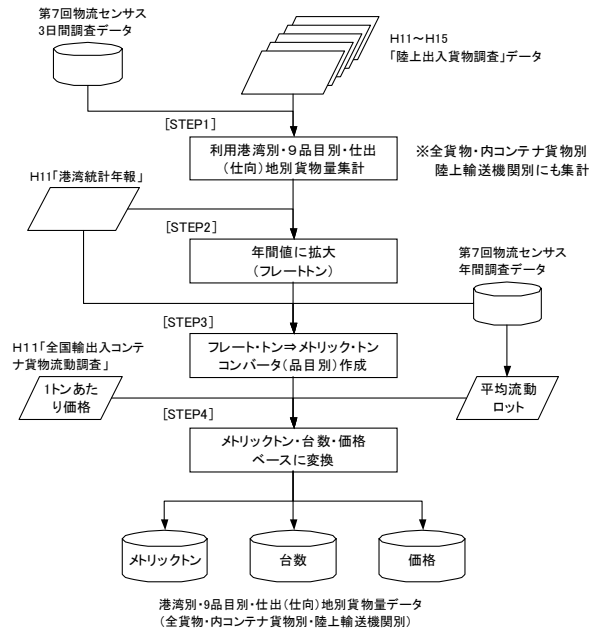 第7回物流センサス
3日間調査データ
H11～H15
「陸上出入貨物調査」データ
[STEP1]
利用港湾別・９品目別・仕出
(仕向)地別貨物量集計
※全貨物・内コンテナ貨物別
陸上輸送機関別にも集計
H11「港湾統計年報」
[STEP2]
年間値に拡大
(フレートトン)
第7回物流センサス
年間調査データ
[STEP3]
フレート・トン⇒メトリック・トン
コンバータ(品目別)作成
H11「全国輸出入コンテ
ナ貨物流動調査」
1トンあた
り価格
平均流動
ロット
[STEP4]
メトリックトン・台数・価格
ベースに変換
メトリックトン
台数
価格
港湾別・9品目別・仕出(仕向)地別貨物量データ
(全貨物・内コンテナ貨物別・陸上輸送機関別)